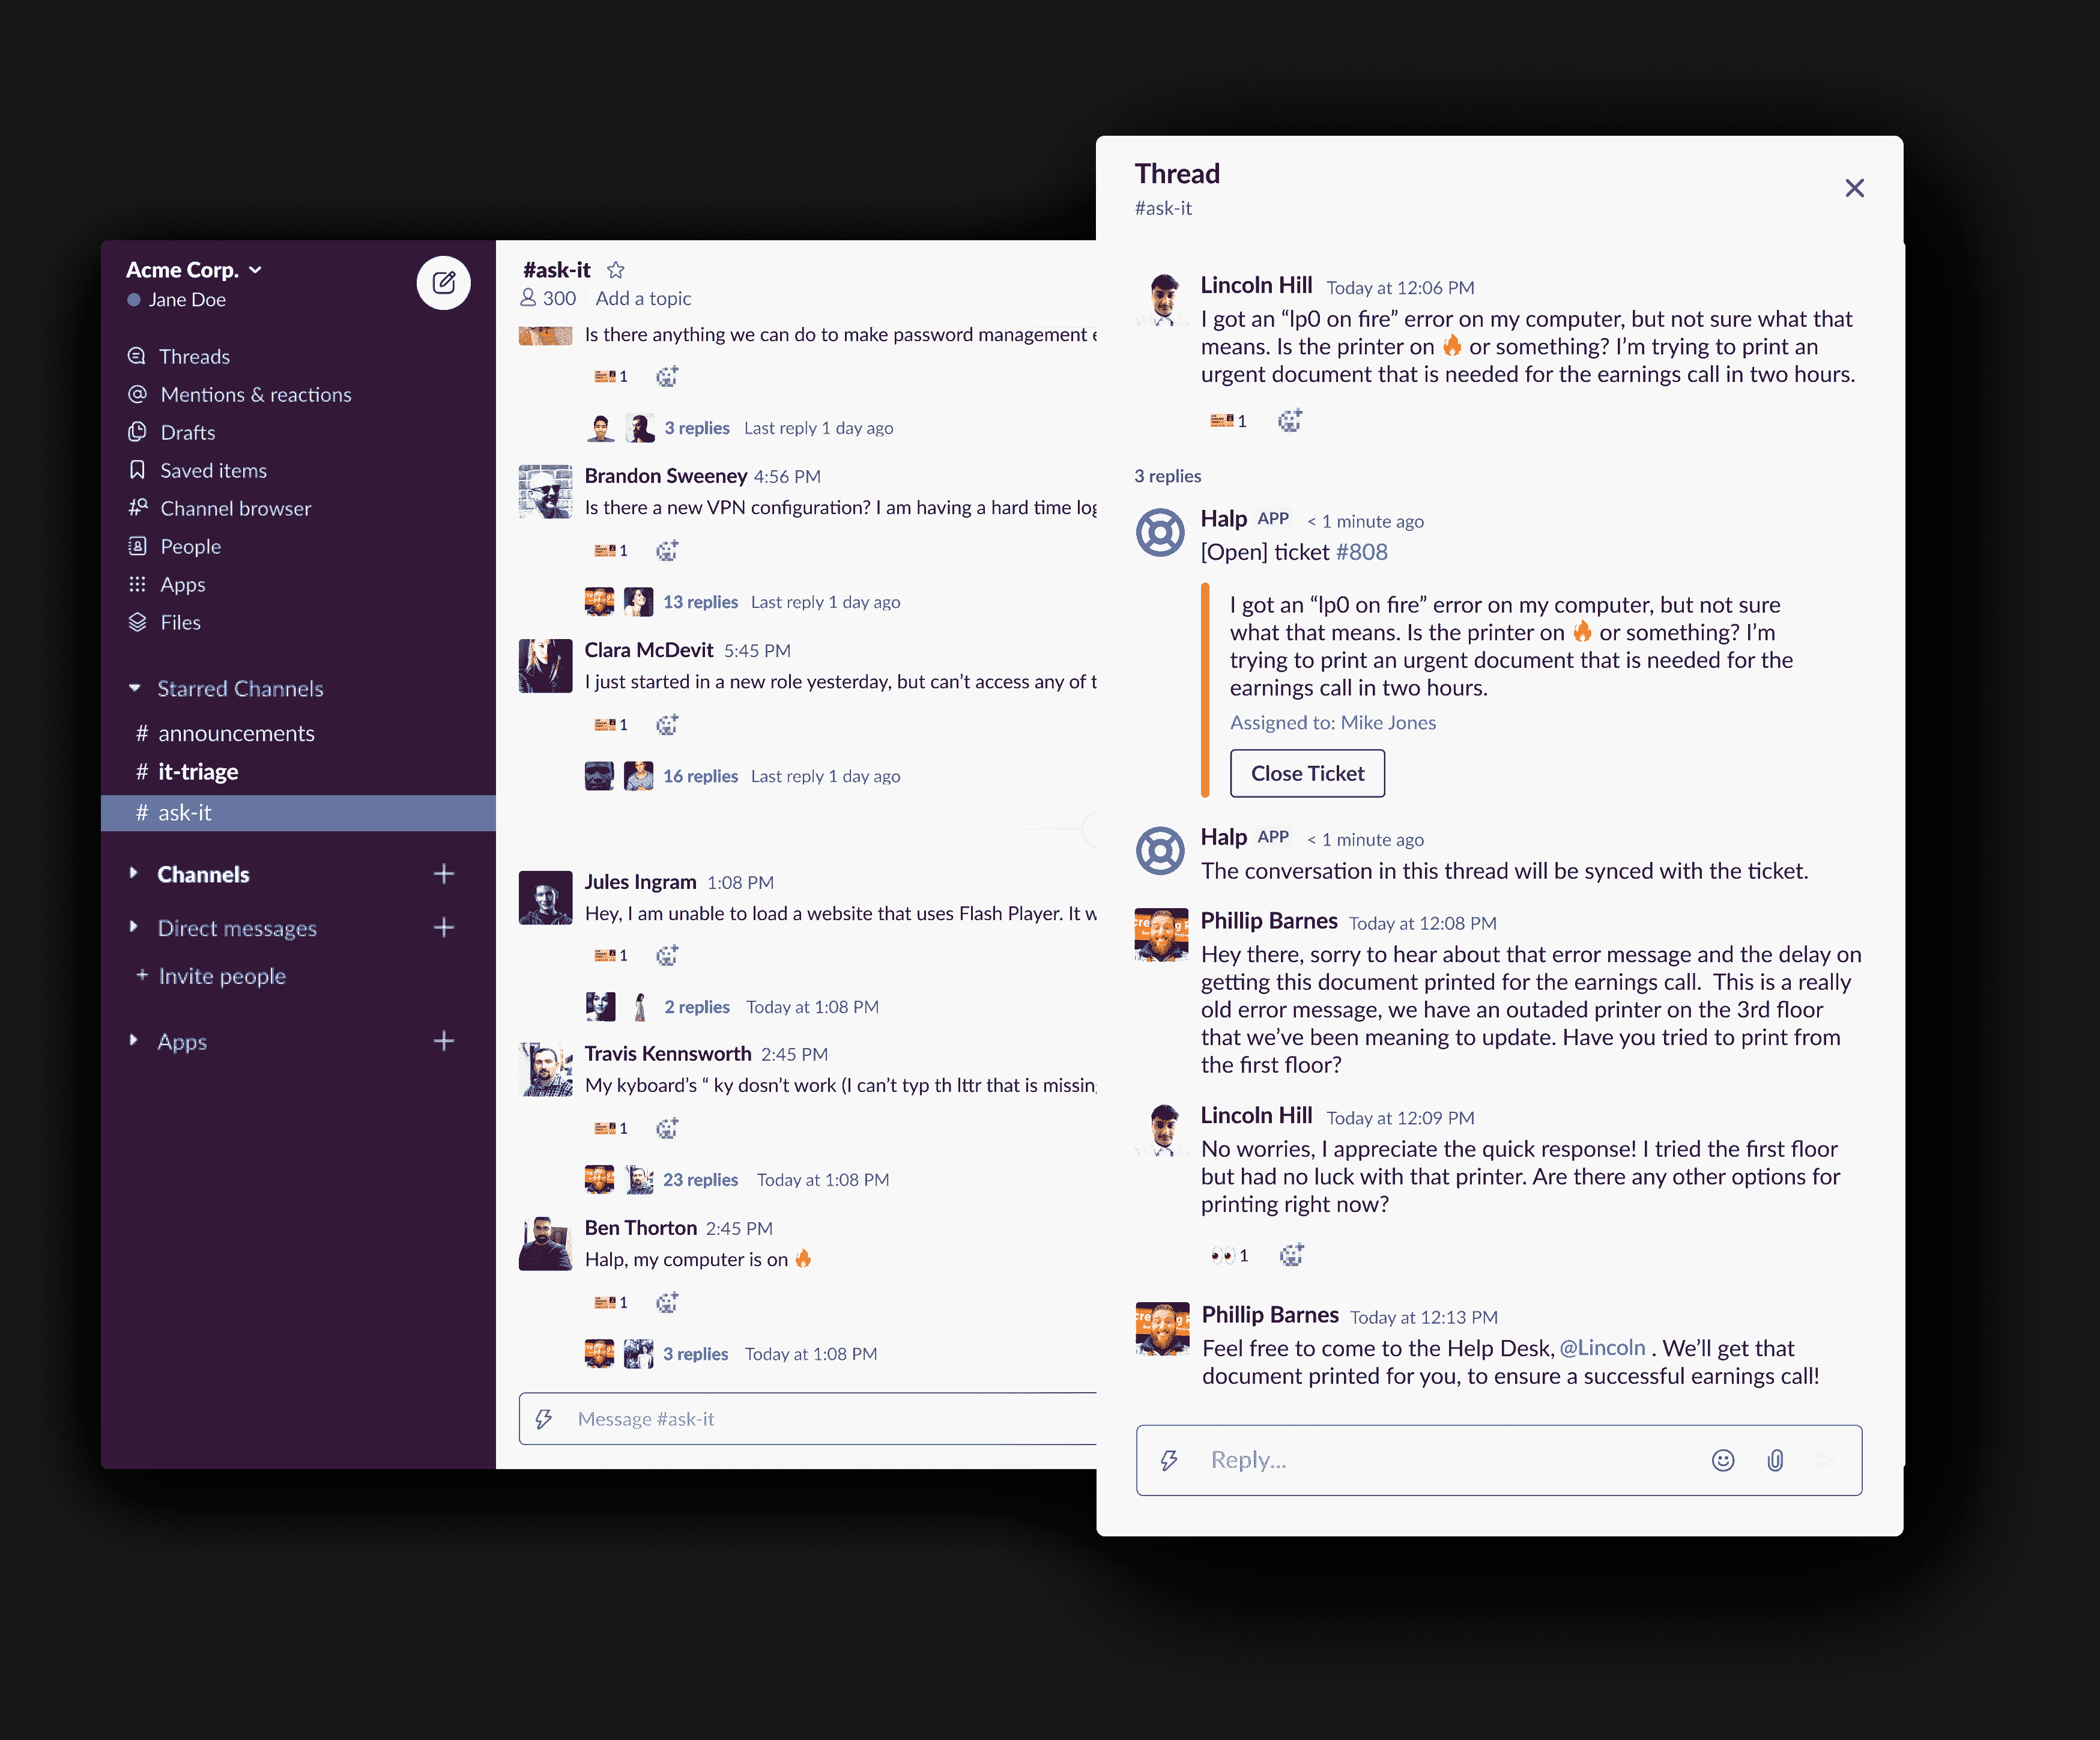 Acme Corp.
Jane Doe
Threads
Mentions & reactions
Drafts
Saved items
Channel browser
People
Apps
Files
Starred Channels
# announcements
# it-triage
# ask-it
Channels +
Direct messages +
+ Invite people
Apps +
#ask-it
300 Add a topic
Is there anything we can do to make password management e
1
3 replies Last reply 1 day ago
Brandon Sweeney 4:56 PM
Is there a new VPN configuration? I am having a hard time log
1
13 replies Last reply 1 day ago
Clara McDevit 5:45 PM
I just started in a new role yesterday, but can’t access any of t
1
16 replies Last reply 1 day ago
Jules Ingram 1:08 PM
Hey, I am unable to load a website that uses Flash Player. It w
1
2 replies Today at 1:08 PM
Travis Kennsworth 2:45 PM
My kyboard’s “ ky dosn’t work (I can’t typ th lttr that is missin
1
23 replies Today at 1:08 PM
Ben Thorton 2:45 PM
Halp, my computer is on 🔥
1
3 replies Today at 1:08 PM
Message #ask-it
Thread
#ask-it
Lincoln Hill Today at 12:06 PM
I got an “lp0 on fire” error on my computer, but not sure what that
means. Is the printer on 🔥 or something? I’m trying to print an
urgent document that is needed for the earnings call in two hours.
1
3 replies
Halp APP < 1 minute ago
[Open] ticket #808
I got an “lp0 on fire” error on my computer, but not sure
what that means. Is the printer on 🔥 or something? I’m
trying to print an urgent document that is needed for the
earnings call in two hours.
Assigned to: Mike Jones
Close Ticket
Halp APP < 1 minute ago
The conversation in this thread will be synced with the ticket.
Phillip Barnes Today at 12:08 PM
Hey there, sorry to hear about that error message and the delay on
getting this document printed for the earnings call. This is a really
old error message, we have an outaded printer on the 3rd floor
that we’ve been meaning to update. Have you tried to print from
the first floor?
Lincoln Hill Today at 12:09 PM
No worries, I appreciate the quick response! I tried the first floor
but had no luck with that printer. Are there any other options for
printing right now?
👀 1
Phillip Barnes Today at 12:13 PM
Feel free to come to the Help Desk, @Lincoln . We’ll get that
document printed for you, to ensure a successful earnings call!
Reply...